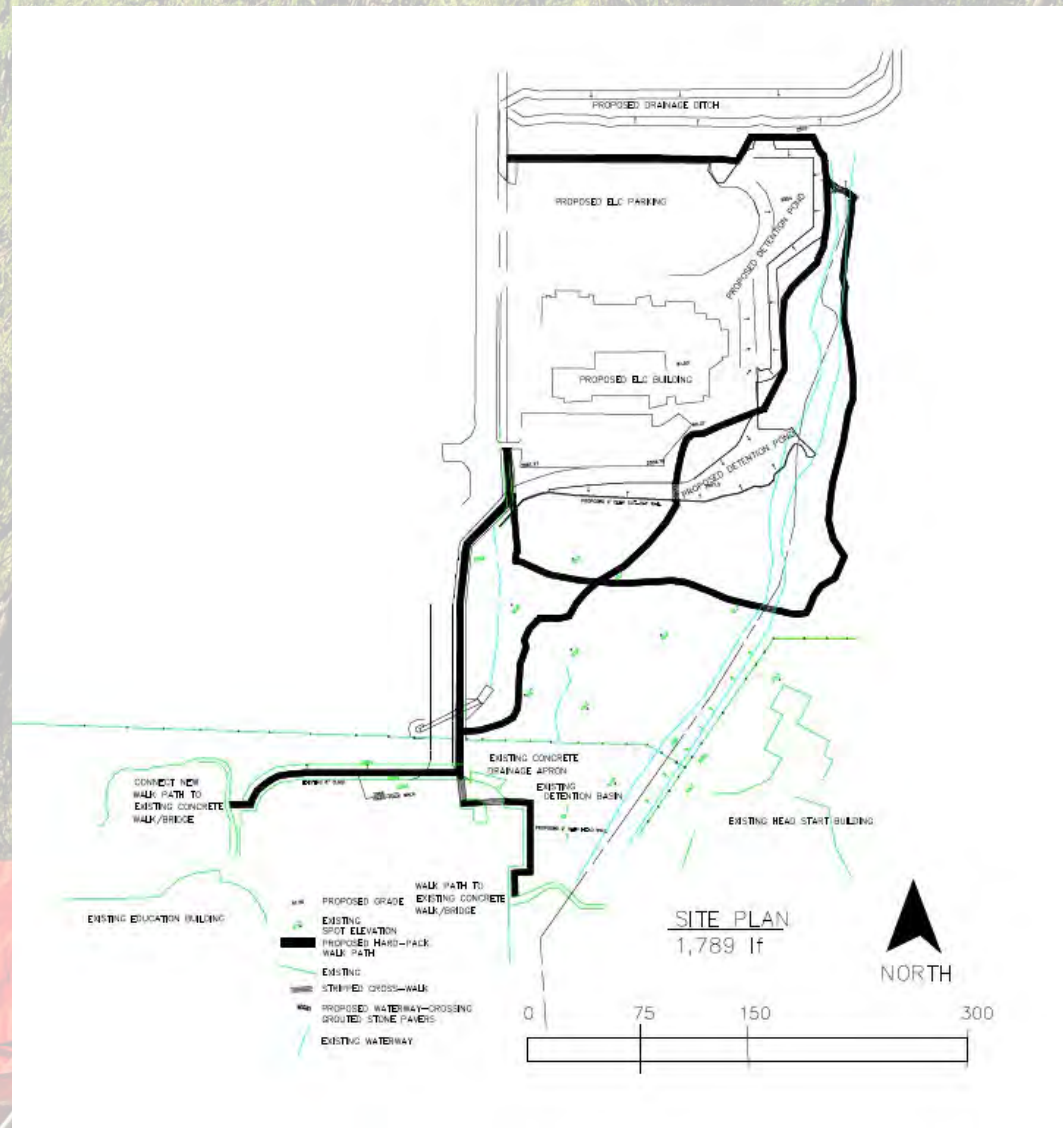 PROPOSED DRAINAGE DITCH
PROPOSED ELC PARKING
PROPOSED DETENTION POND
PROPOSED ELC BUILDING
PROPOSED DETENTION POND
EXISTING CONCRETE
DRAINAGE APRON
EXISTING
DETENTION BASIN
CONNECT NEW
WALK PATH TO
EXISTING CONCRETE
WALK/BRIDGE
EXISTING HEAD START BUILDING
WALK PATH TO
EXISTING CONCRETE
WALK/BRIDGE
EXISTING EDUCATION BUILDING
PROPOSED GRADE
EXISTING
SPOT ELEVATION
PROPOSED HARD-PACK
WALK PATH
EXISTING
STRIPPED CROSS-WALK
PROPOSED WATERWAY-CROSSING
GROUTED STONE PAVERS
EXISTING WATERWAY
SITE PLAN
1,789 lf
NORTH
0 75 150 300